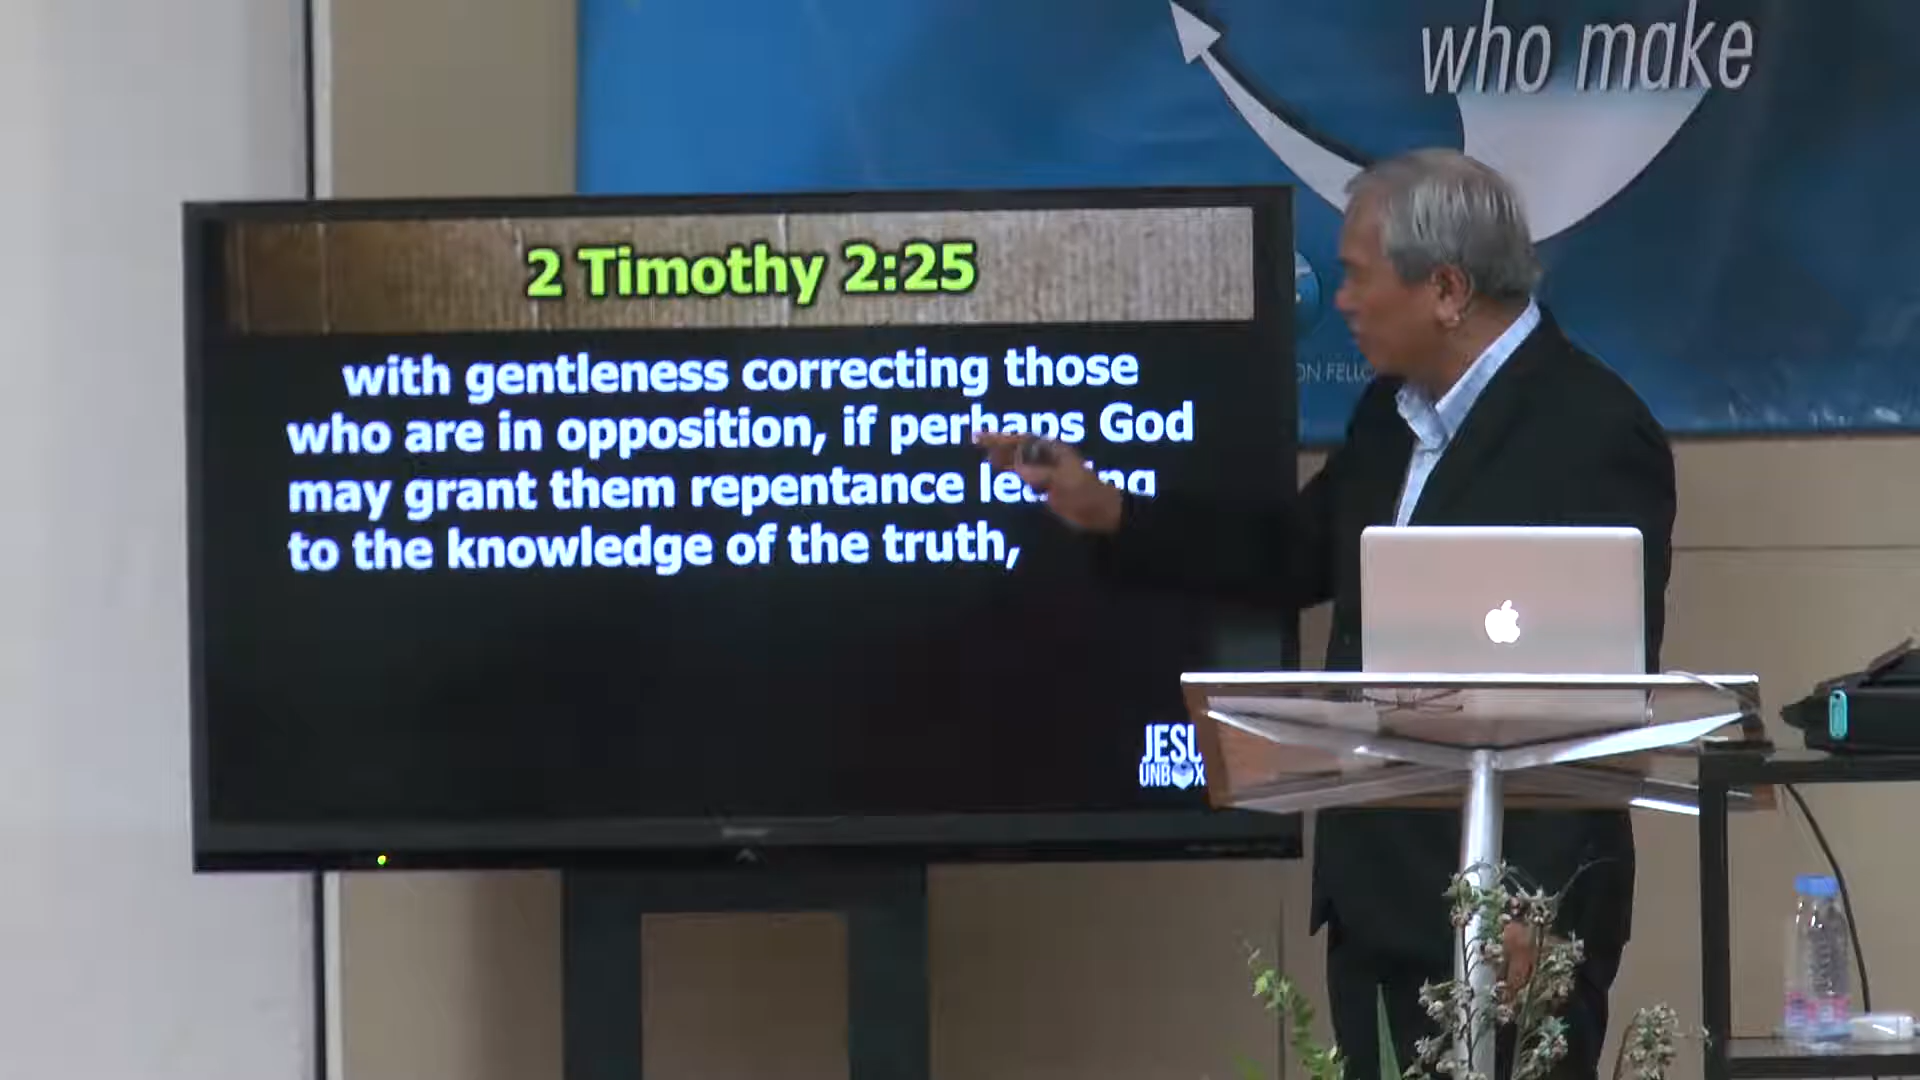 who make
2 Timothy 2:25
with gentleness correcting those
who are in opposition, if perhaps God
may grant them repentance
to the knowledge of the truth,
ON